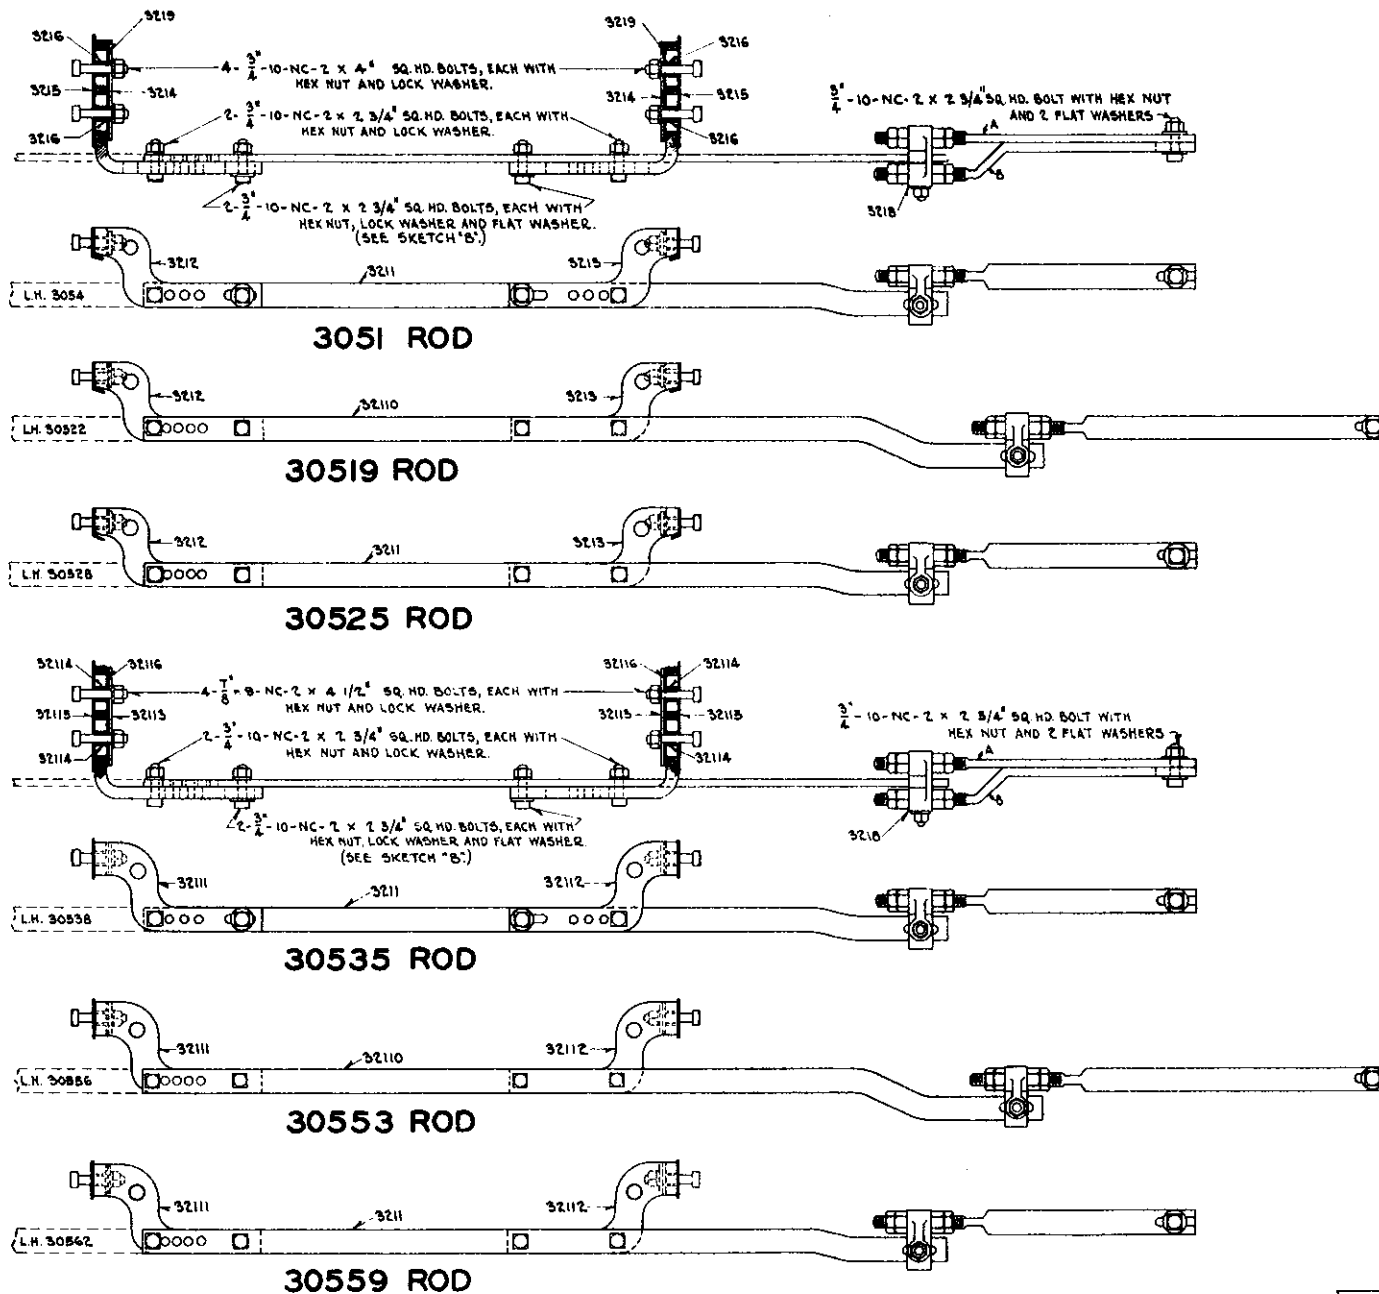 3219
3216
3219
3216
4-3/4"-10-NC-2 X 4" SQ. HD. BOLTS, EACH WITH
HEX NUT AND LOCK WASHER.
3215
3214
3214
3215
3/4"-10-NC-2 X 2 3/4" SQ. HD. BOLT WITH HEX NUT
AND 2 FLAT WASHERS
2-3/4"-10-NC-2 X 2 3/4" SQ. HD. BOLTS, EACH WITH
HEX NUT AND LOCK WASHER.
3216
3216
A
B
3218
2-3/4"-10-NC-2 X 2 3/4" SQ. HD. BOLTS, EACH WITH
HEX NUT, LOCK WASHER AND FLAT WASHER.
(SEE SKETCH "B".)
3212
3211
3213
L.H. 3054
3051 ROD
3212
32110
3213
L.H. 30522
30519 ROD
3212
3211
3213
L.H. 30528
30525 ROD
32114
32116
32116
32114
4-7/8"-9-NC-2 X 4 1/2" SQ. HD. BOLTS, EACH WITH
HEX NUT AND LOCK WASHER.
32115
32113
32113
32115
3/4"-10-NC-2 X 2 3/4" SQ. HD. BOLT WITH
HEX NUT AND 2 FLAT WASHERS
2-3/4"-10-NC-2 X 2 3/4" SQ. HD. BOLTS, EACH WITH
HEX NUT AND LOCK WASHER.
32114
32114
A
B
3218
2-3/4"-10-NC-2 X 2 3/4" SQ. HD. BOLTS, EACH WITH
HEX NUT, LOCK WASHER AND FLAT WASHER.
(SEE SKETCH "B".)
32111
3211
32112
L.H. 30538
30535 ROD
32111
32110
32112
L.H. 30556
30553 ROD
32111
3211
32112
L.H. 30562
30559 ROD